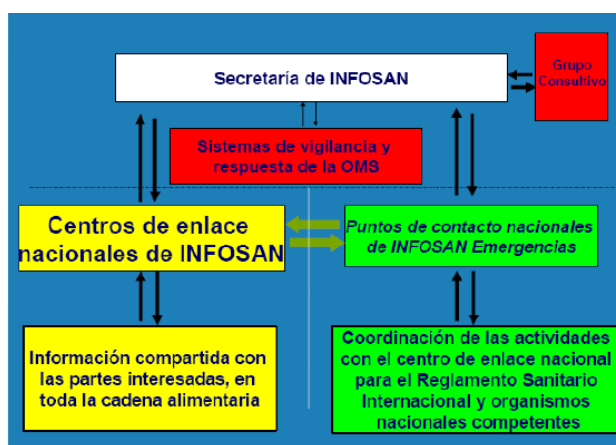 Secretaría de INFOSAN
Grupo
Consultivo
Sistemas de vigilancia y
respuesta de la OMS
Centros de enlace
nacionales de INFOSAN
Puntos de contacto nacionales
de INFOSAN Emergencias
Información compartida con
las partes interesadas, en
toda la cadena alimentaria
Coordinación de las actividades
con el centro de enlace nacional
para el Reglamento Sanitario
Internacional y organismos
nacionales competentes